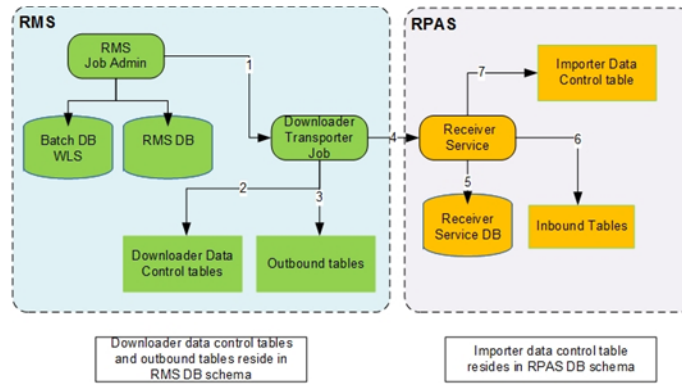 RMS
RPAS
RMS
Job Admin
1
7
Importer Data
Control table
Batch DB
WLS
RMS DB
Downloader
Transporter
Job
4
Receiver
Service
6
2
3
5
Downloader Data
Control tables
Outbound tables
Receiver
Service DB
Inbound Tables
Downloader data control tables
and outbound tables reside in
RMS DB schema
Importer data control table
resides in RPAS DB schema